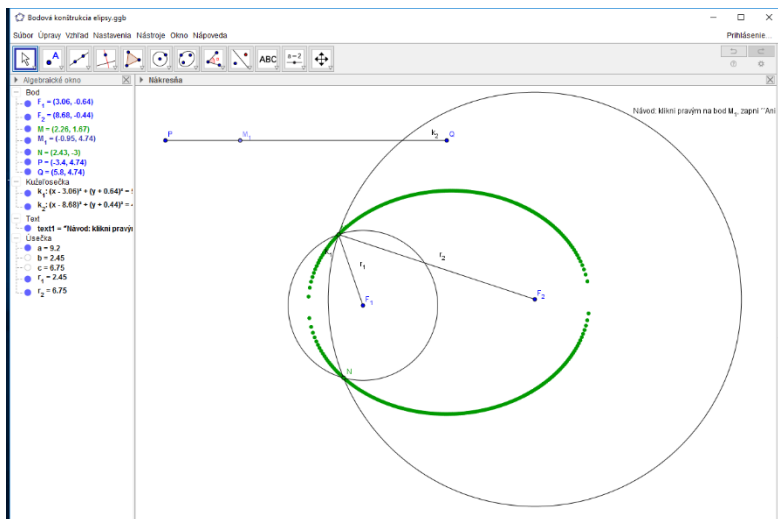 Bodová konštrukcia elipsy.ggb
Súbor Úpravy Vzhľad Nastavenia Nástroje Okno Nápoveda
Prihlásenie...
A
ABC
a=2
Algebraické okno
Nákresňa
Bod
F₁ = (3.06, -0.64)
F₂ = (8.68, -0.44)
M = (2.26, 1.67)
M₁ = (-0.95, 4.74)
N = (2.43, -3)
P = (-3.4, 4.74)
Q = (5.8, 4.74)
Kužeľosečka
k₁: (x - 3.06)² + (y + 0.64)² =
k₂: (x - 8.68)² + (y + 0.44)² =
Text
text1 = "Návod: klikni pravý
Úsečka
a = 9.2
b = 2.45
c = 6.75
r₁ = 2.45
r₂ = 6.75
Návod: klikni pravým na bod M₁, zapni "Ani
P
M₁
k₂
Q
r₁
r₂
F₁
F₂
N